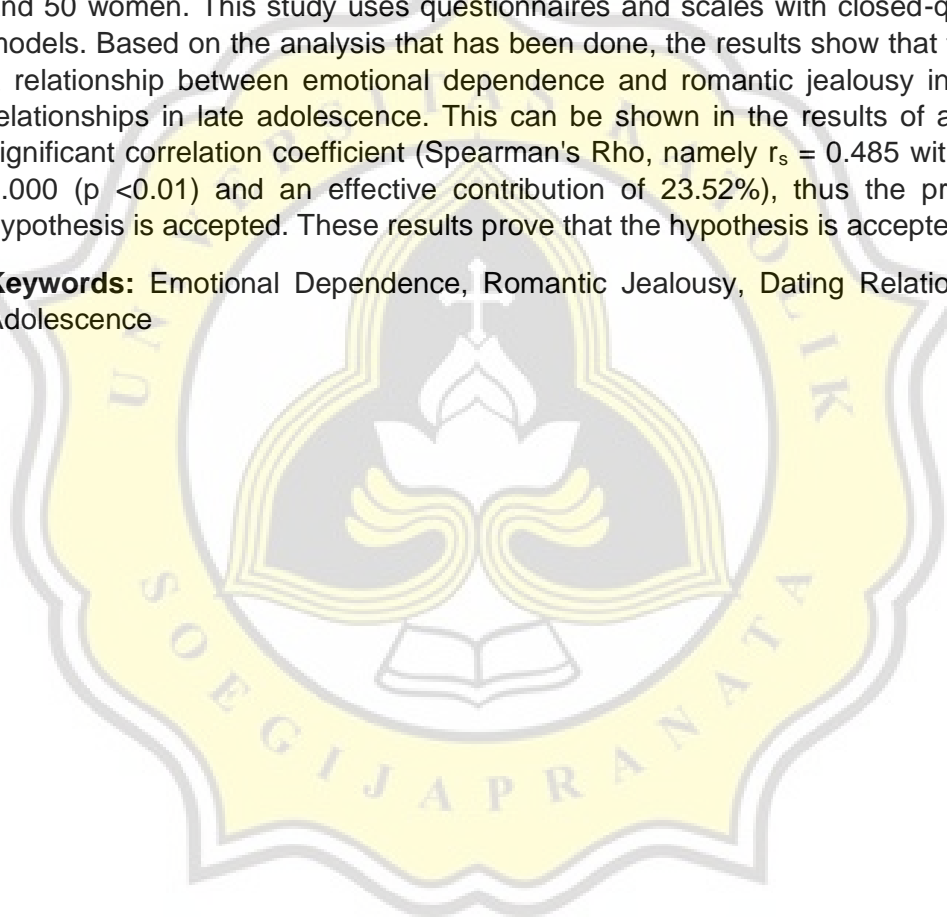 nd 50 women. This study uses questionnaires and scales with closed-q
models. Based on the analysis that has been done, the results show that
relationship between emotional dependence and romantic jealousy in
elationships in late adolescence. This can be shown in the results of a
ignificant correlation coefficient (Spearman's Rho, namely rₛ = 0.485 wit
.000 (p <0.01) and an effective contribution of 23.52%), thus the pr
ypothesis is accepted. These results prove that the hypothesis is accepte
Keywords: Emotional Dependence, Romantic Jealousy, Dating Relatio
Adolescence
UNIVERSITAS KATOLIK
SOEGIJAPRANATA